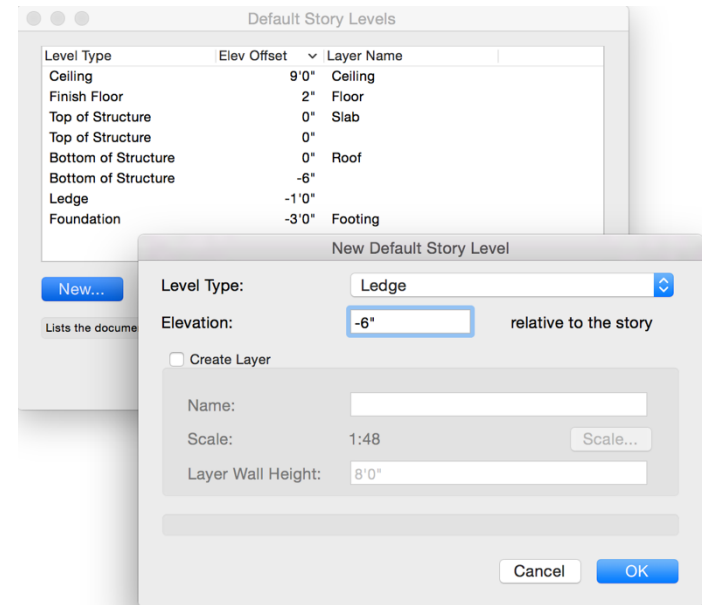 Default Story Levels
Level Type Elev Offset Layer Name
Ceiling 9'0" Ceiling
Finish Floor 2" Floor
Top of Structure 0" Slab
Top of Structure 0"
Bottom of Structure 0" Roof
Bottom of Structure -6"
Ledge -1'0"
Foundation -3'0" Footing
New...
Lists the docume
New Default Story Level
Level Type: Ledge
Elevation: -6" relative to the story
Create Layer
Name:
Scale: 1:48 Scale...
Layer Wall Height: 8'0"
Cancel OK